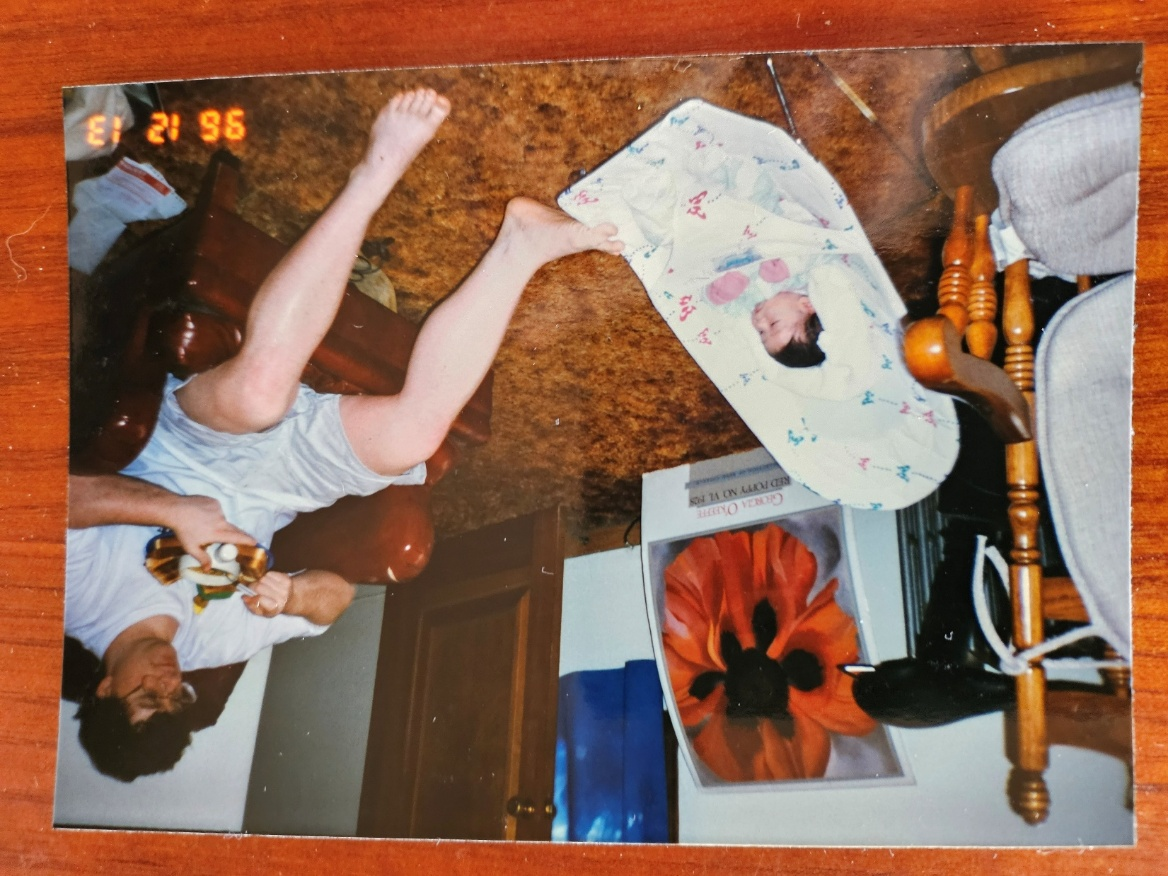 96 12 13
GEORGIA O'KEEFFE
RED POPPY NO. VI, 1928